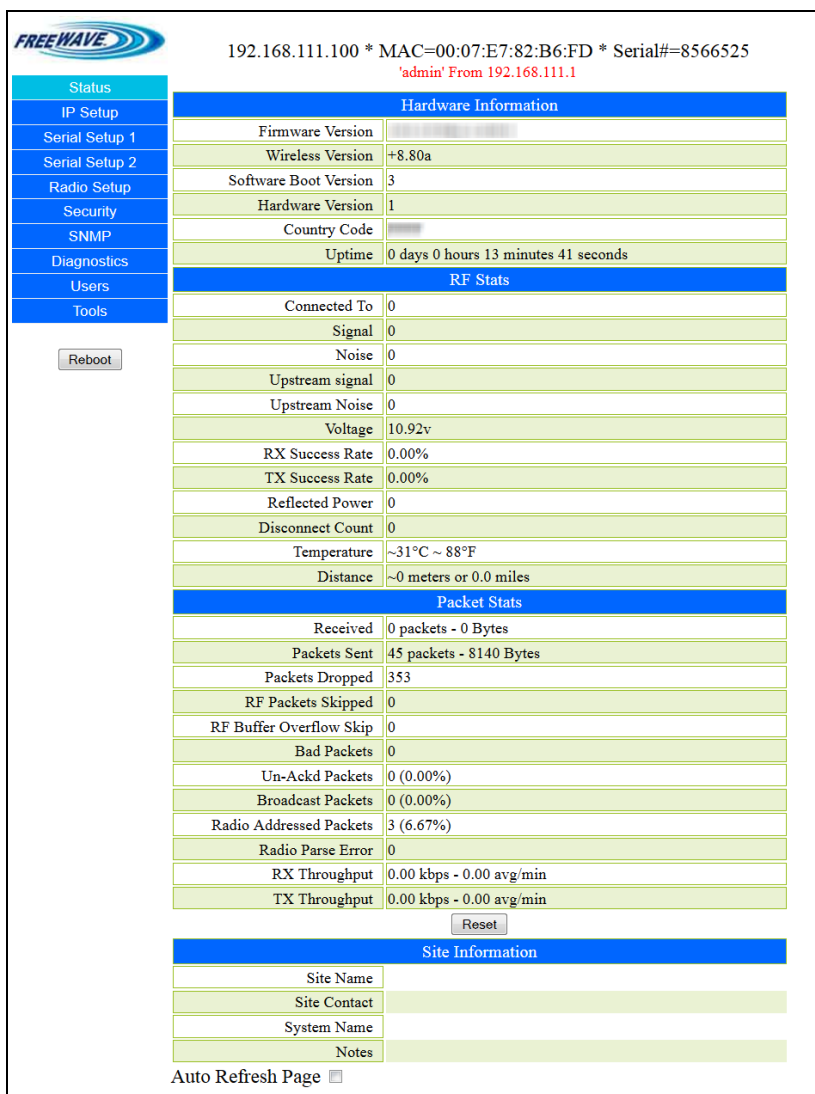 FREEWAVE
192.168.111.100 * MAC=00:07:E7:82:B6:FD * Serial#=8566525
'admin' From 192.168.111.1
Status
IP Setup
Serial Setup 1
Serial Setup 2
Radio Setup
Security
SNMP
Diagnostics
Users
Tools
Reboot
Hardware Information
Firmware Version
Wireless Version +8.80a
Software Boot Version 3
Hardware Version 1
Country Code
Uptime 0 days 0 hours 13 minutes 41 seconds
RF Stats
Connected To 0
Signal 0
Noise 0
Upstream signal 0
Upstream Noise 0
Voltage 10.92v
RX Success Rate 0.00%
TX Success Rate 0.00%
Reflected Power 0
Disconnect Count 0
Temperature ~31°C ~ 88°F
Distance ~0 meters or 0.0 miles
Packet Stats
Received 0 packets - 0 Bytes
Packets Sent 45 packets - 8140 Bytes
Packets Dropped 353
RF Packets Skipped 0
RF Buffer Overflow Skip 0
Bad Packets 0
Un-Ackd Packets 0 (0.00%)
Broadcast Packets 0 (0.00%)
Radio Addressed Packets 3 (6.67%)
Radio Parse Error 0
RX Throughput 0.00 kbps - 0.00 avg/min
TX Throughput 0.00 kbps - 0.00 avg/min
Reset
Site Information
Site Name
Site Contact
System Name
Notes
Auto Refresh Page